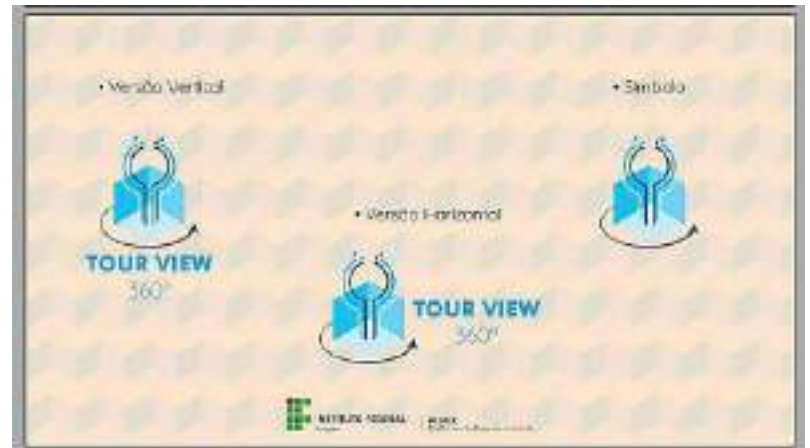 • Versão Vertical
• Símbolo
TOUR VIEW
360°
• Versão Horizontal
TOUR VIEW
360°
INSTITUTO FEDERAL